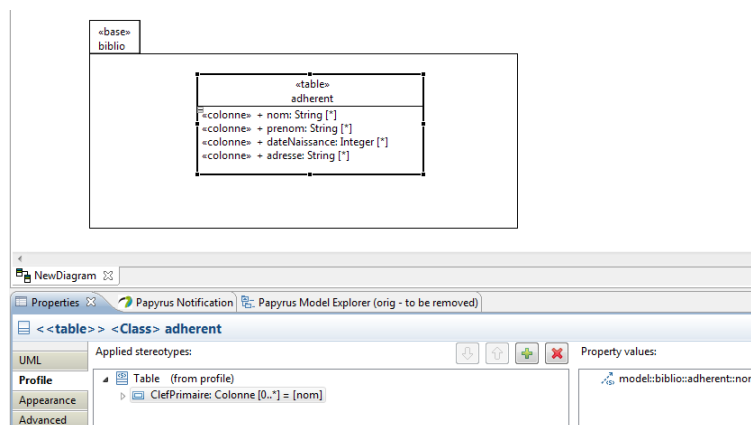 «base»
biblio
«table»
adherent
«colonne» + nom: String [*]
«colonne» + prenom: String [*]
«colonne» + dateNaissance: Integer [*]
«colonne» + adresse: String [*]
NewDiagram
Properties Papyrus Notification Papyrus Model Explorer (orig - to be removed)
<<table>> <Class> adherent
UML
Profile
Appearance
Advanced
Applied stereotypes:
Table (from profile)
ClefPrimaire: Colonne [0..*] = [nom]
Property values:
model::biblio::adherent::nor